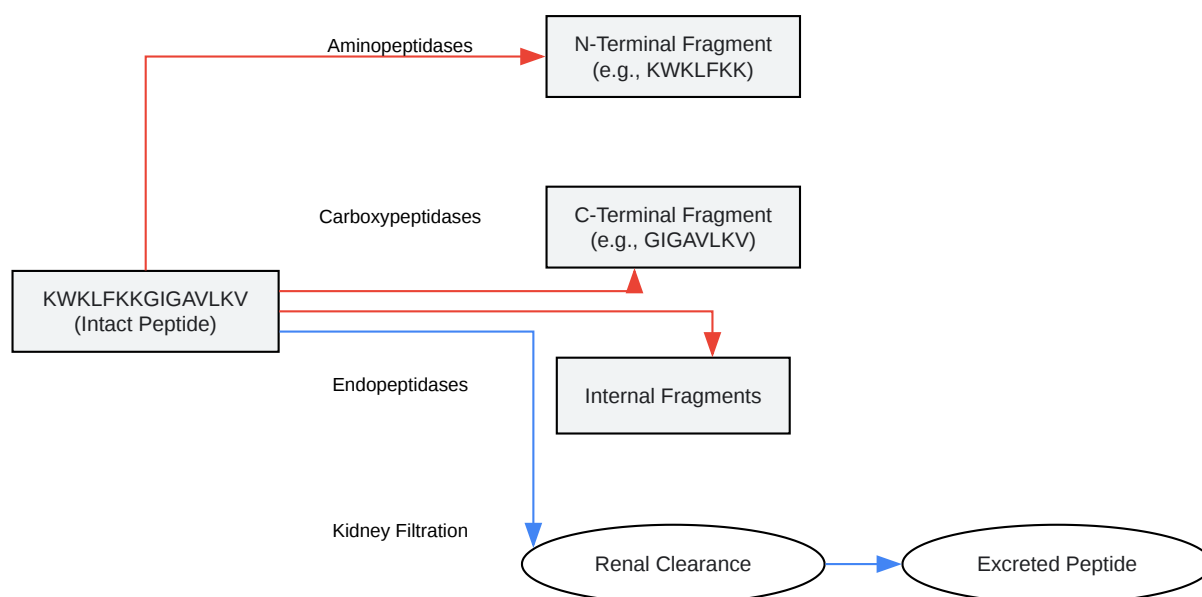 Aminopeptidases
N-Terminal Fragment
(e.g., KWKLFKK)
Carboxypeptidases
C-Terminal Fragment
(e.g., GIGAVLKV)
KWKLFKKGIGAVLKV
(Intact Peptide)
Endopeptidases
Internal Fragments
Kidney Filtration
Renal Clearance
Excreted Peptide